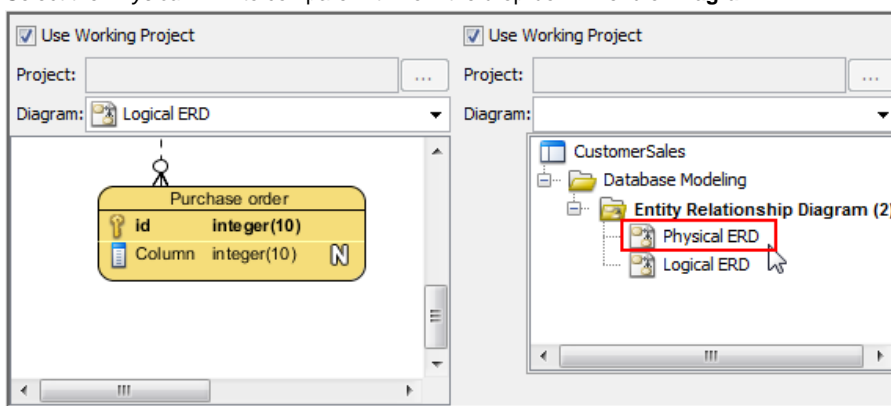 Use Working Project
Project:
...
Diagram: Logical ERD
Purchase order
id integer(10)
Column integer(10) N
Use Working Project
Project:
...
Diagram:
CustomerSales
Database Modeling
Entity Relationship Diagram (2)
Physical ERD
Logical ERD